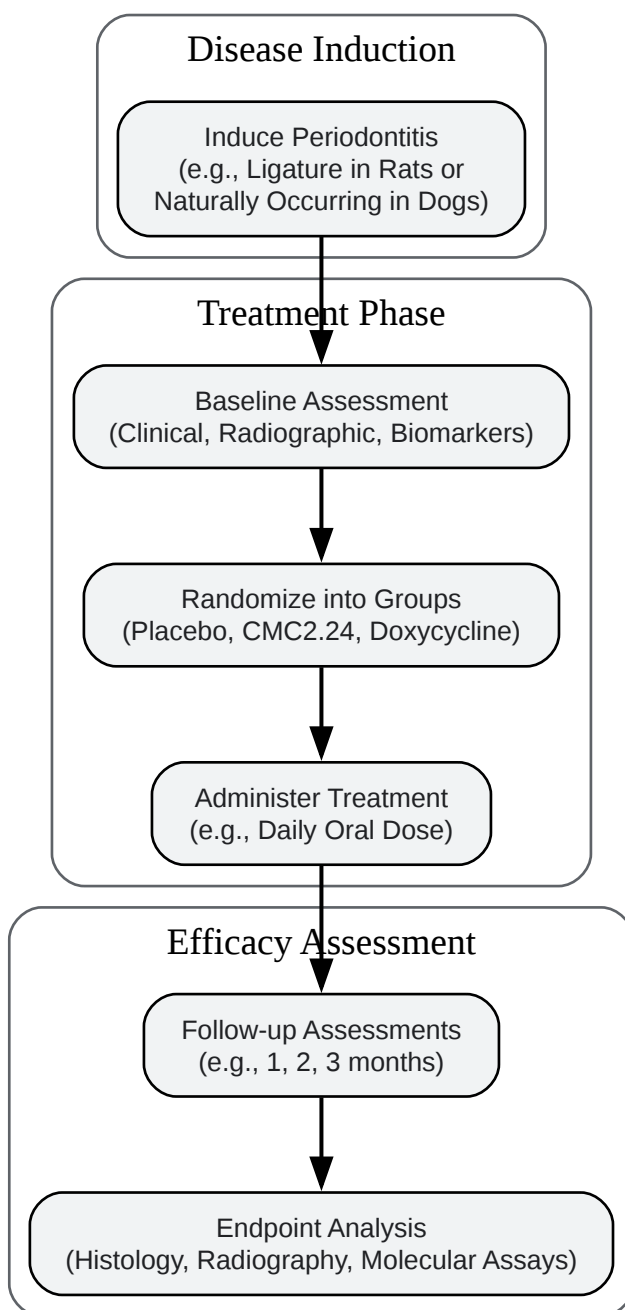 Disease Induction
Induce Periodontitis
(e.g., Ligature in Rats or
Naturally Occurring in Dogs)
Treatment Phase
Baseline Assessment
(Clinical, Radiographic, Biomarkers)
Randomize into Groups
(Placebo, CMC2.24, Doxycycline)
Administer Treatment
(e.g., Daily Oral Dose)
Efficacy Assessment
Follow-up Assessments
(e.g., 1, 2, 3 months)
Endpoint Analysis
(Histology, Radiography, Molecular Assays)